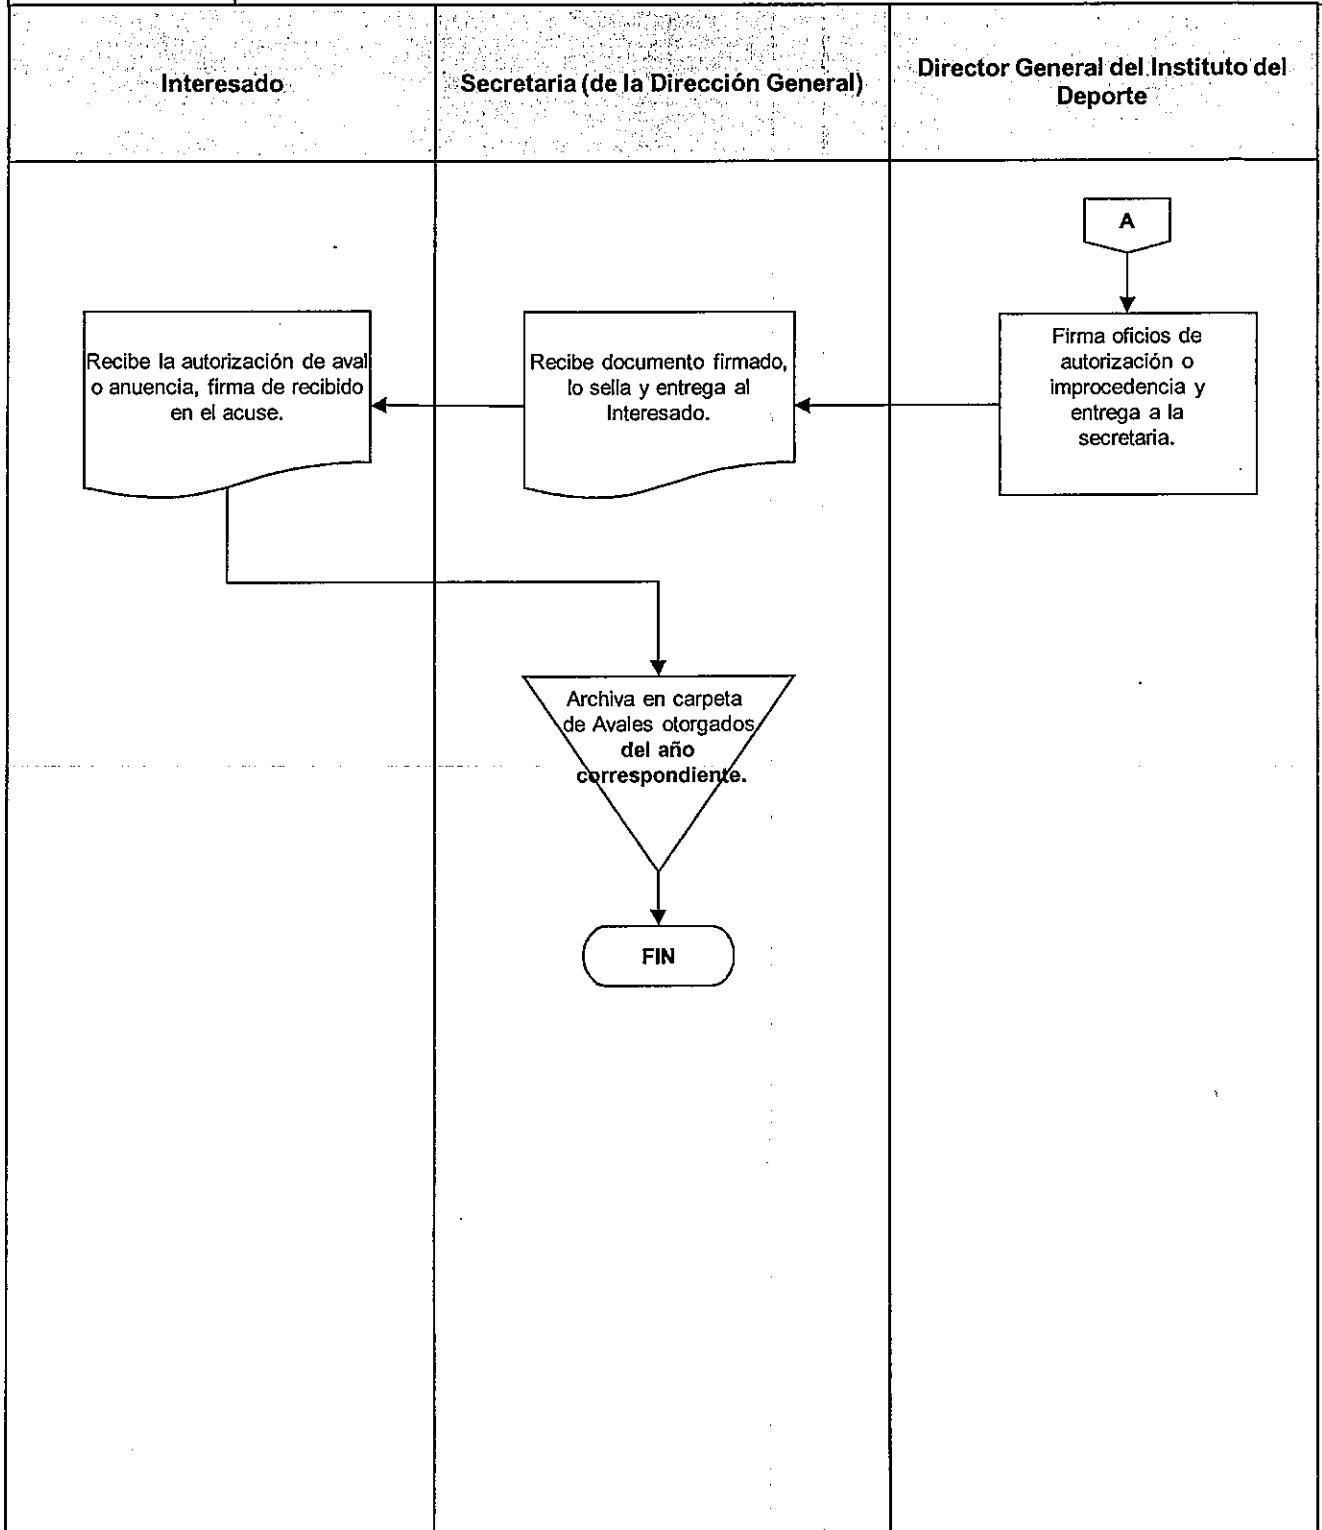 Interesado
Secretaria (de la Dirección General)
Director General del Instituto del
Deporte
A
Recibe la autorización de aval
o anuencia, firma de recibido
en el acuse.
Recibe documento firmado,
lo sella y entrega al
Interesado.
Firma oficios de
autorización o
improcedencia y
entrega a la
secretaria.
Archiva en carpeta
de Avales otorgados
del año
correspondiente.
FIN